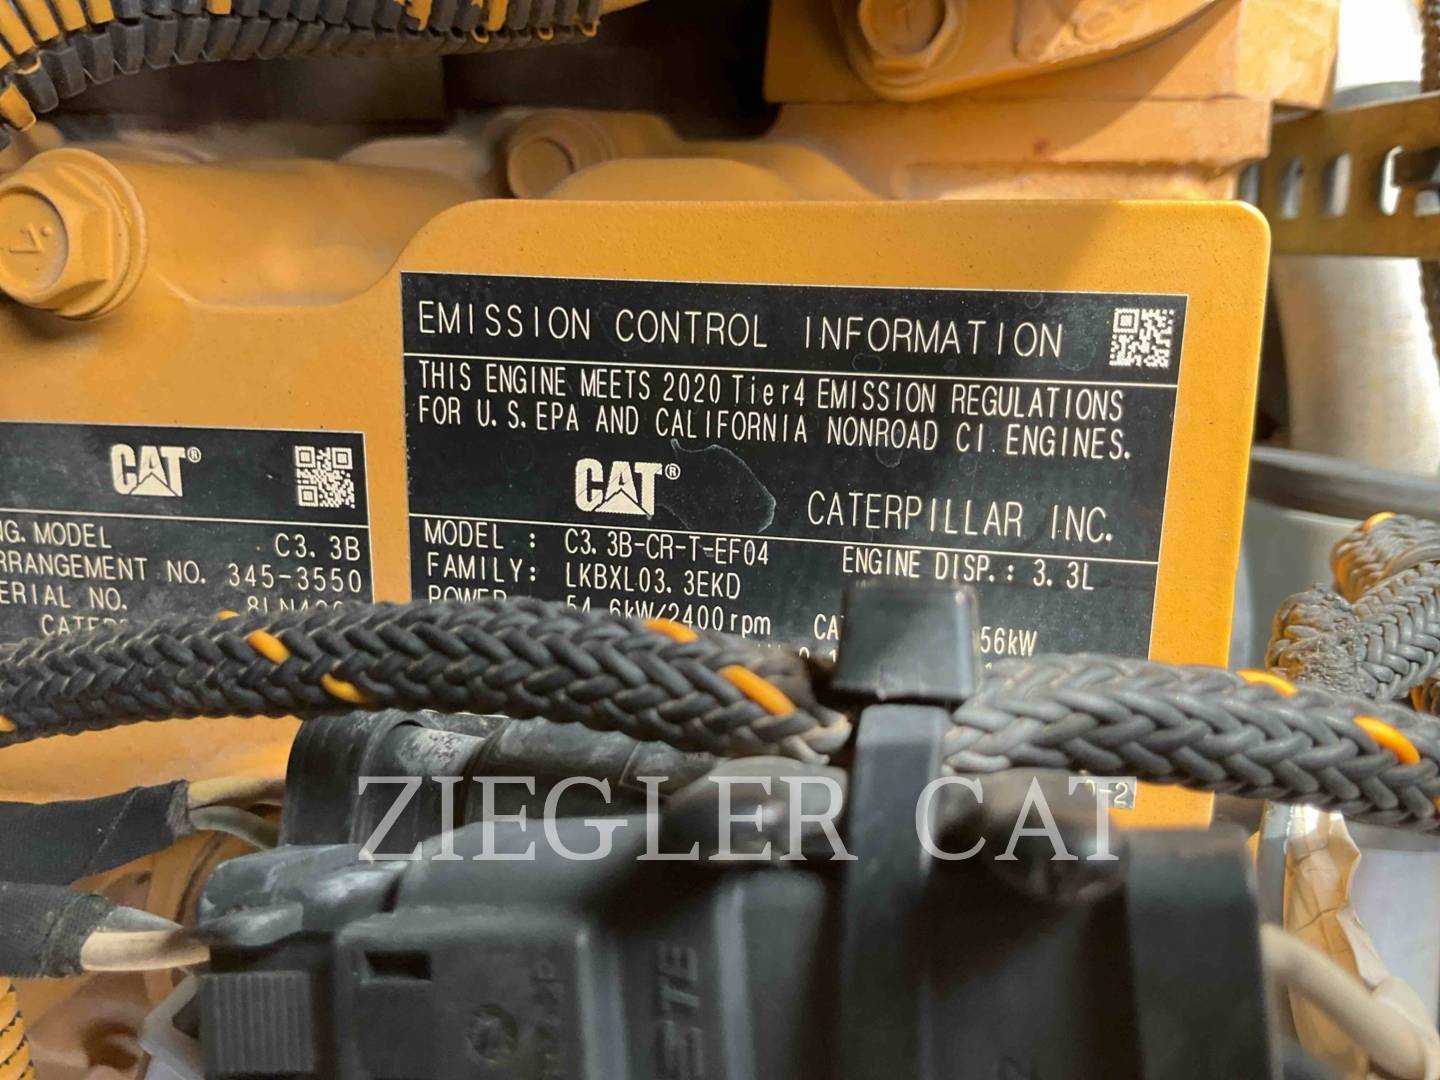 EMISSION CONTROL INFORMATION
THIS ENGINE MEETS 2020 Tier4 EMISSION REGULATIONS
FOR U.S.EPA AND CALIFORNIA NONROAD CI ENGINES.
CAT®
CATERPILLAR INC.
MODEL : C3.3B-CR-T-EF04 ENGINE DISP.: 3.3L
FAMILY: LKBXL03.3EKD
POWER 54.6kW/2400rpm 56kW
CAT®
MODEL C3.3B
NO. 345-3550
NO.
ZIEGLER CAT